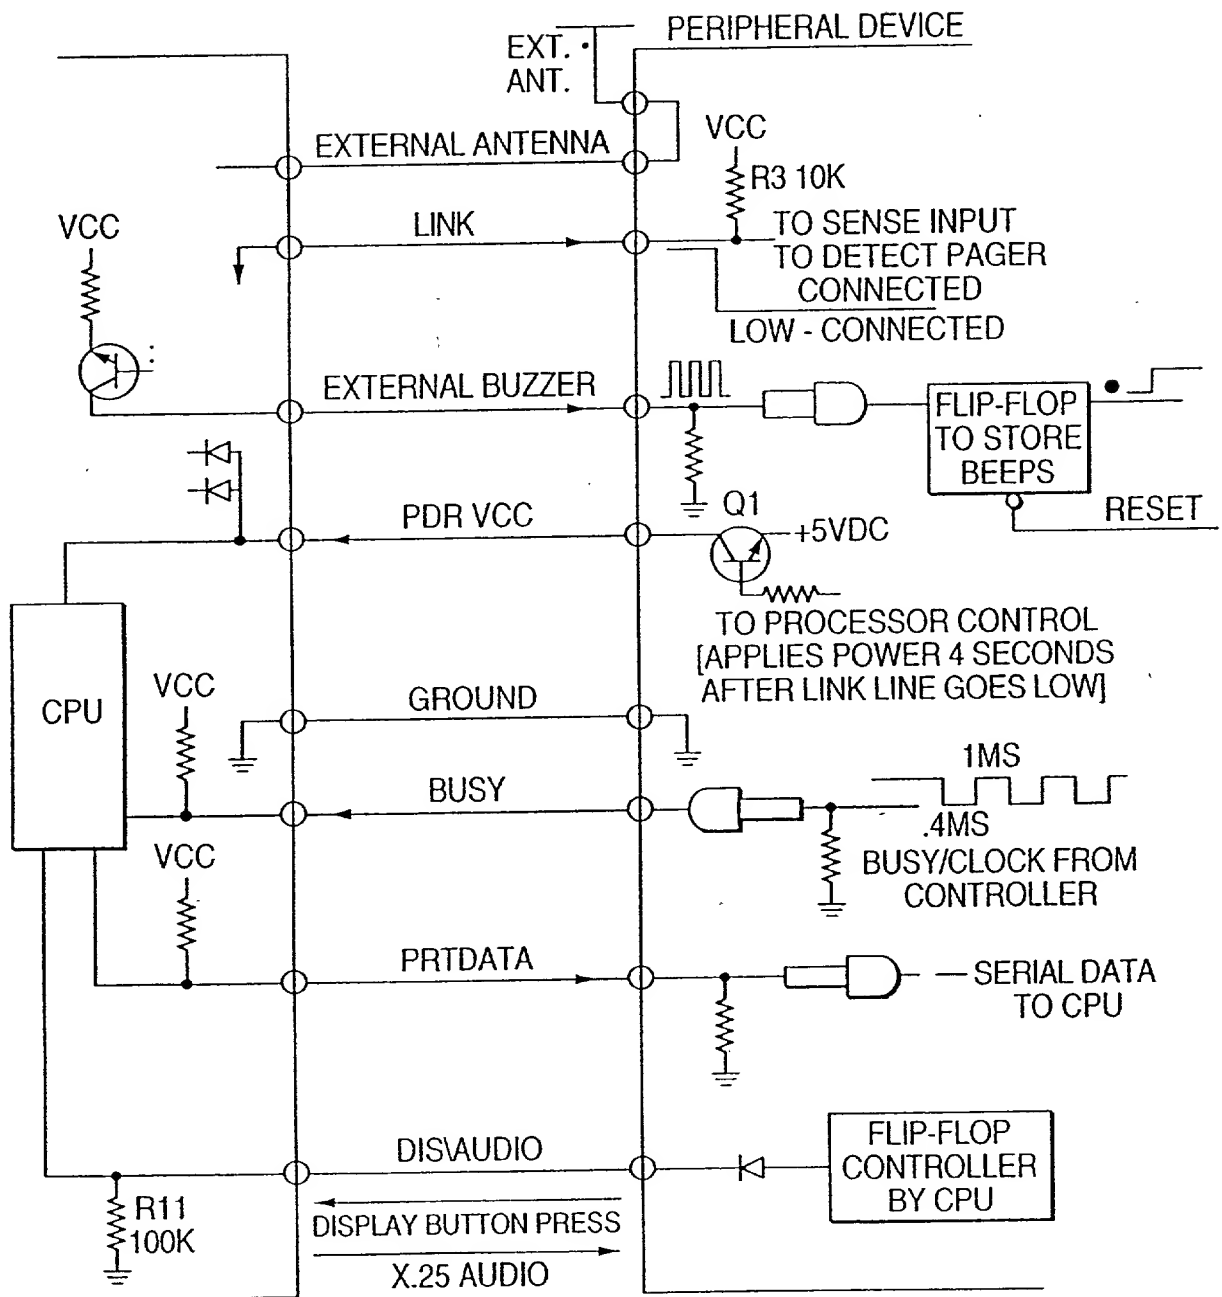 PERIPHERAL DEVICE
EXT.
ANT.
EXTERNAL ANTENNA
VCC
R3 10K
LINK
TO SENSE INPUT
TO DETECT PAGER
CONNECTED
LOW - CONNECTED
VCC
EXTERNAL BUZZER
FLIP-FLOP
TO STORE
BEEPS
RESET
PDR VCC
Q1
+5VDC
TO PROCESSOR CONTROL
[APPLIES POWER 4 SECONDS
AFTER LINK LINE GOES LOW]
CPU
VCC
GROUND
BUSY
1MS
.4MS
BUSY/CLOCK FROM
CONTROLLER
VCC
PRTDATA
SERIAL DATA
TO CPU
DIS\AUDIO
FLIP-FLOP
CONTROLLER
BY CPU
R11
100K
DISPLAY BUTTON PRESS
X.25 AUDIO